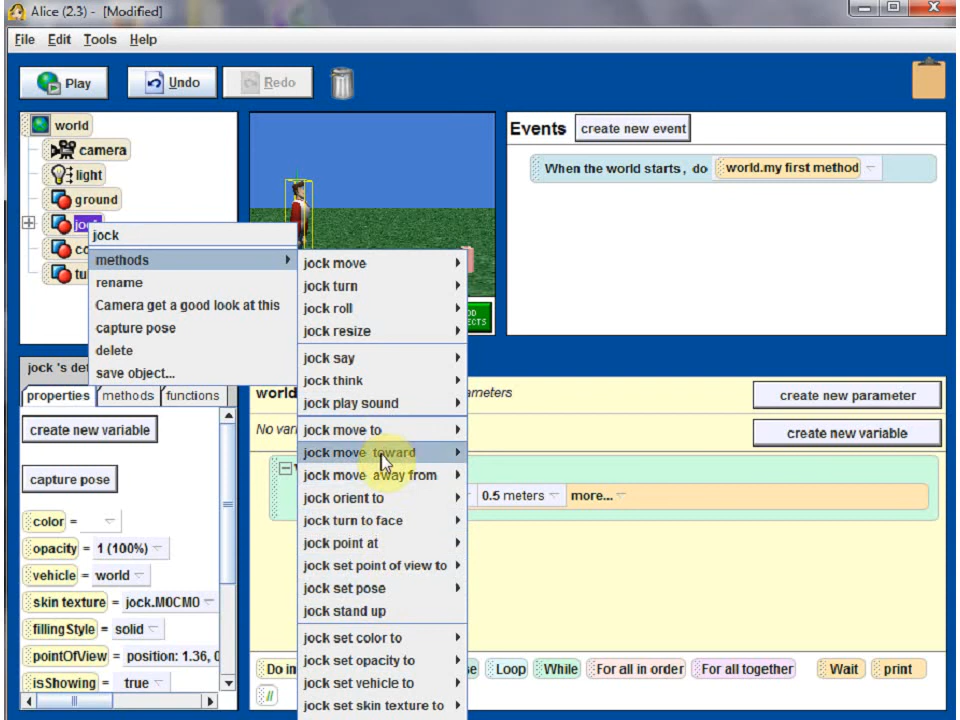 Alice (2.3) - [Modified]
File Edit Tools Help
Play Undo Redo
world
camera
light
ground
jock
methods
rename
Camera get a good look at this
capture pose
delete
save object...
jock move
jock turn
jock roll
jock resize
jock say
jock think
jock play sound
jock move to
jock move toward
jock move away from
jock orient to
jock turn to face
jock point at
jock set point of view to
jock set pose
jock stand up
jock set color to
jock set opacity to
jock set vehicle to
jock set skin texture to
Events create new event
When the world starts, do world.my first method
jock 's
properties methods functions
create new variable
capture pose
color =
opacity = 1 (100%)
vehicle = world
skin texture = jock.M0CM0
fillingStyle = solid
pointOfView = position: 1.36, 0
isShowing = true
world
create new parameter
No
create new variable
0.5 meters more...
Do in
Loop While For all in order For all together Wait print
//